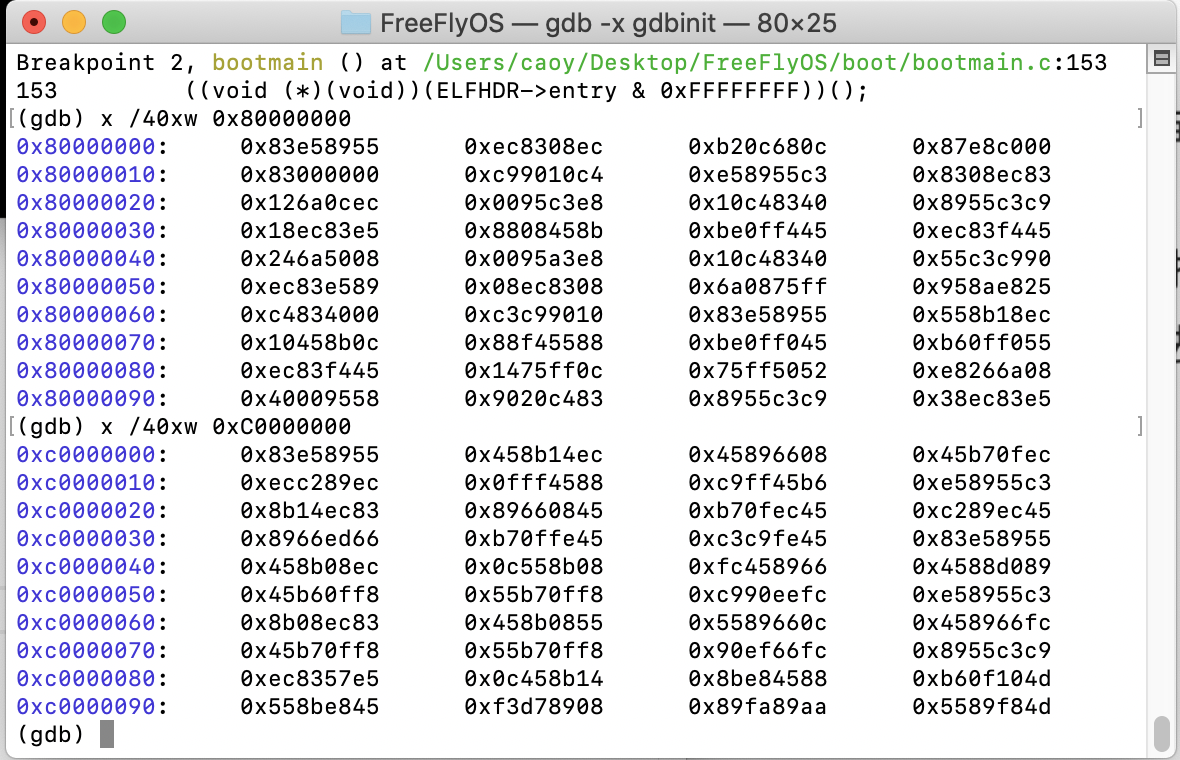 FreeFlyOS — gdb -x gdbinit — 80×25
Breakpoint 2, bootmain () at /Users/caoy/Desktop/FreeFlyOS/boot/bootmain.c:153
153         ((void (*)(void))(ELFHDR->entry & 0xFFFFFFFF))();
[(gdb) x /40xw 0x80000000 ]
0x80000000: 0x83e58955 0xec8308ec 0xb20c680c 0x87e8c000
0x80000010: 0x83000000 0xc99010c4 0xe58955c3 0x8308ec83
0x80000020: 0x126a0cec 0x0095c3e8 0x10c48340 0x8955c3c9
0x80000030: 0x18ec83e5 0x8808458b 0xbe0ff445 0xec83f445
0x80000040: 0x246a5008 0x0095a3e8 0x10c48340 0x55c3c990
0x80000050: 0xec83e589 0x08ec8308 0x6a0875ff 0x958ae825
0x80000060: 0xc4834000 0xc3c99010 0x83e58955 0x558b18ec
0x80000070: 0x10458b0c 0x88f45588 0xbe0ff045 0xb60ff055
0x80000080: 0xec83f445 0x1475ff0c 0x75ff5052 0xe8266a08
0x80000090: 0x40009558 0x9020c483 0x8955c3c9 0x38ec83e5
[(gdb) x /40xw 0xC0000000 ]
0xc0000000: 0x83e58955 0x458b14ec 0x45896608 0x45b70fec
0xc0000010: 0xecc289ec 0x0fff4588 0xc9ff45b6 0xe58955c3
0xc0000020: 0x8b14ec83 0x89660845 0xb70fec45 0xc289ec45
0xc0000030: 0x8966ed66 0xb70ffe45 0xc3c9fe45 0x83e58955
0xc0000040: 0x458b08ec 0x0c558b08 0xfc458966 0x4588d089
0xc0000050: 0x45b60ff8 0x55b70ff8 0xc990eefc 0xe58955c3
0xc0000060: 0x8b08ec83 0x458b0855 0x5589660c 0x458966fc
0xc0000070: 0x45b70ff8 0x55b70ff8 0x90ef66fc 0x8955c3c9
0xc0000080: 0xec8357e5 0x0c458b14 0x8be84588 0xb60f104d
0xc0000090: 0x558be845 0xf3d78908 0x89fa89aa 0x5589f84d
(gdb)